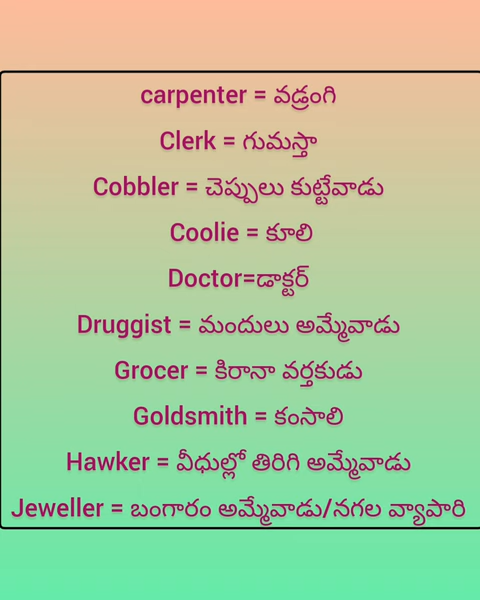 carpenter = వడ్రంగి
Clerk = గుమస్తా
Cobbler = చెప్పులు కుట్టేవాడు
Coolie = కూలి
Doctor=డాక్టర్
Druggist = మందులు అమ్మేవాడు
Grocer = కిరానా వర్తకుడు
Goldsmith = కంసాలి
Hawker = వీధుల్లో తిరిగి అమ్మేవాడు
Jeweller = బంగారం అమ్మేవాడు/నగల వ్యాపారి